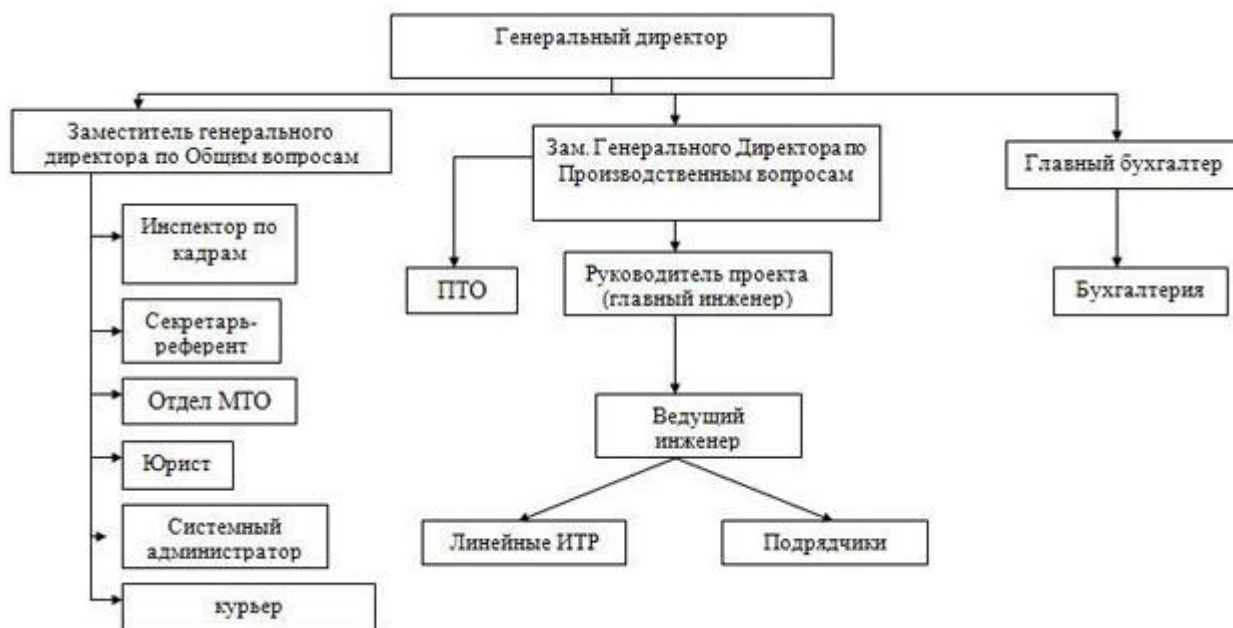 Генеральный директор
Заместитель генерального
директора по Общим вопросам
Зам. Генерального Директора по
Производственным вопросам
Главный бухгалтер
Инспектор по
кадрам
ПТО
Руководитель проекта
(главный инженер)
Бухгалтерия
Секретарь-
референт
Отдел МТО
Ведущий
инженер
Юрист
Системный
администратор
Линейные ИТР
Подрядчики
курьер